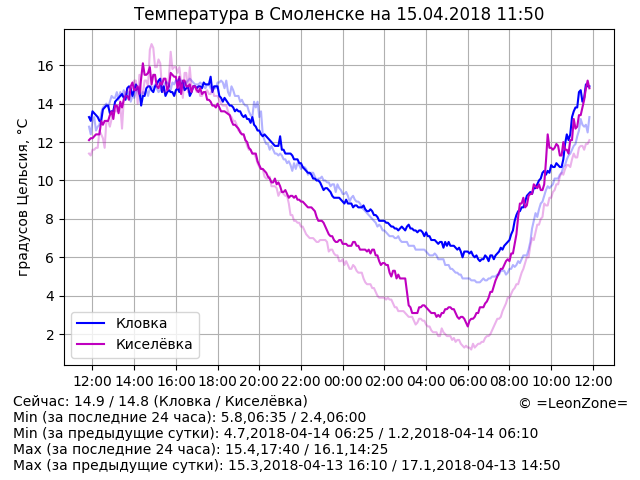 Температура в Смоленске на 15.04.2018 11:50
градусов Цельсия, °C
16
14
12
10
8
6
4
2
Кловка
Киселёвка
12:00 14:00 16:00 18:00 20:00 22:00 00:00 02:00 04:00 06:00 08:00 10:00 12:00
Сейчас: 14.9 / 14.8 (Кловка / Киселёвка)
© =LeonZone=
Min (за последние 24 часа): 5.8,06:35 / 2.4,06:00
Min (за предыдущие сутки): 4.7,2018-04-14 06:25 / 1.2,2018-04-14 06:10
Max (за последние 24 часа): 15.4,17:40 / 16.1,14:25
Max (за предыдущие сутки): 15.3,2018-04-13 16:10 / 17.1,2018-04-13 14:50